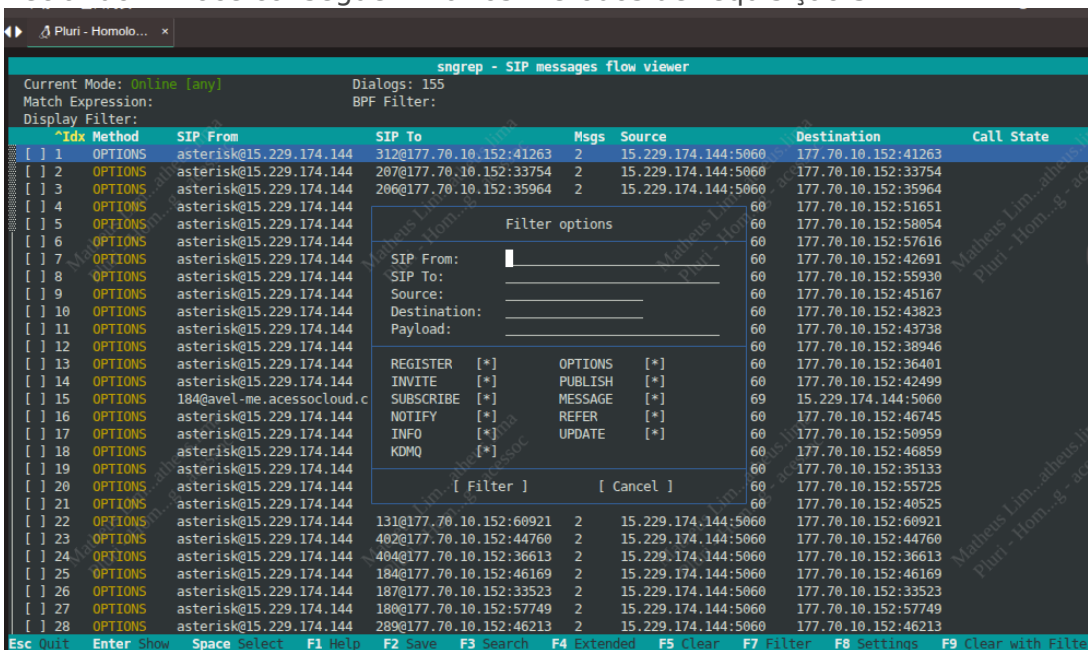 Pluri - Homolo... ×
sngrep - SIP messages flow viewer
Current Mode: Online [any] Dialogs: 155
Match Expression: BPF Filter:
Display Filter:
^Idx Method SIP From SIP To Msgs Source Destination Call State
[ ] 1 OPTIONS asterisk@15.229.174.144 312@177.70.10.152:41263 2 15.229.174.144:5060 177.70.10.152:41263
[ ] 2 OPTIONS asterisk@15.229.174.144 207@177.70.10.152:33754 2 15.229.174.144:5060 177.70.10.152:33754
[ ] 3 OPTIONS asterisk@15.229.174.144 206@177.70.10.152:35964 2 15.229.174.144:5060 177.70.10.152:35964
[ ] 4 OPTIONS asterisk@15.229.174.144 60 177.70.10.152:51651
[ ] 5 OPTIONS asterisk@15.229.174.144 Filter options 60 177.70.10.152:58054
[ ] 6 OPTIONS asterisk@15.229.174.144 60 177.70.10.152:57616
[ ] 7 OPTIONS asterisk@15.229.174.144 SIP From: 60 177.70.10.152:42691
[ ] 8 OPTIONS asterisk@15.229.174.144 SIP To: 60 177.70.10.152:55930
[ ] 9 OPTIONS asterisk@15.229.174.144 Source: 60 177.70.10.152:45167
[ ] 10 OPTIONS asterisk@15.229.174.144 Destination: 60 177.70.10.152:43823
[ ] 11 OPTIONS asterisk@15.229.174.144 Payload: 60 177.70.10.152:43738
[ ] 12 OPTIONS asterisk@15.229.174.144 60 177.70.10.152:38946
[ ] 13 OPTIONS asterisk@15.229.174.144 REGISTER [*] OPTIONS [*] 60 177.70.10.152:36401
[ ] 14 OPTIONS asterisk@15.229.174.144 INVITE [*] PUBLISH [*] 60 177.70.10.152:42499
[ ] 15 OPTIONS 184@avel-me.acessocloud.c SUBSCRIBE [*] MESSAGE [*] 69 15.229.174.144:5060
[ ] 16 OPTIONS asterisk@15.229.174.144 NOTIFY [*] REFER [*] 60 177.70.10.152:46745
[ ] 17 OPTIONS asterisk@15.229.174.144 INFO [*] UPDATE [*] 60 177.70.10.152:50959
[ ] 18 OPTIONS asterisk@15.229.174.144 KDMQ [*] 60 177.70.10.152:46859
[ ] 19 OPTIONS asterisk@15.229.174.144 60 177.70.10.152:35133
[ ] 20 OPTIONS asterisk@15.229.174.144 [ Filter ] [ Cancel ] 60 177.70.10.152:55725
[ ] 21 OPTIONS asterisk@15.229.174.144 60 177.70.10.152:40525
[ ] 22 OPTIONS asterisk@15.229.174.144 131@177.70.10.152:60921 2 15.229.174.144:5060 177.70.10.152:60921
[ ] 23 OPTIONS asterisk@15.229.174.144 402@177.70.10.152:44760 2 15.229.174.144:5060 177.70.10.152:44760
[ ] 24 OPTIONS asterisk@15.229.174.144 404@177.70.10.152:36613 2 15.229.174.144:5060 177.70.10.152:36613
[ ] 25 OPTIONS asterisk@15.229.174.144 184@177.70.10.152:46169 2 15.229.174.144:5060 177.70.10.152:46169
[ ] 26 OPTIONS asterisk@15.229.174.144 187@177.70.10.152:33523 2 15.229.174.144:5060 177.70.10.152:33523
[ ] 27 OPTIONS asterisk@15.229.174.144 180@177.70.10.152:57749 2 15.229.174.144:5060 177.70.10.152:57749
[ ] 28 OPTIONS asterisk@15.229.174.144 289@177.70.10.152:46213 2 15.229.174.144:5060 177.70.10.152:46213
Esc Quit Enter Show Space Select F1 Help F2 Save F3 Search F4 Extended F5 Clear F7 Filter F8 Settings F9 Clear with Filte